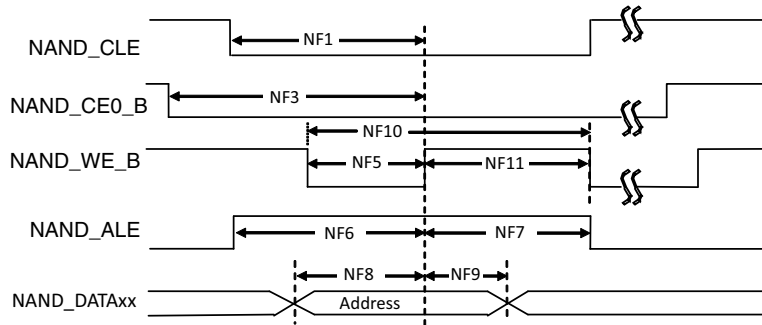 NAND_CLE
NF1
NAND_CE0_B
NF3
NF10
NAND_WE_B
NF5
NF11
NAND_ALE
NF6
NF7
NF8
NF9
NAND_DATAxx
Address